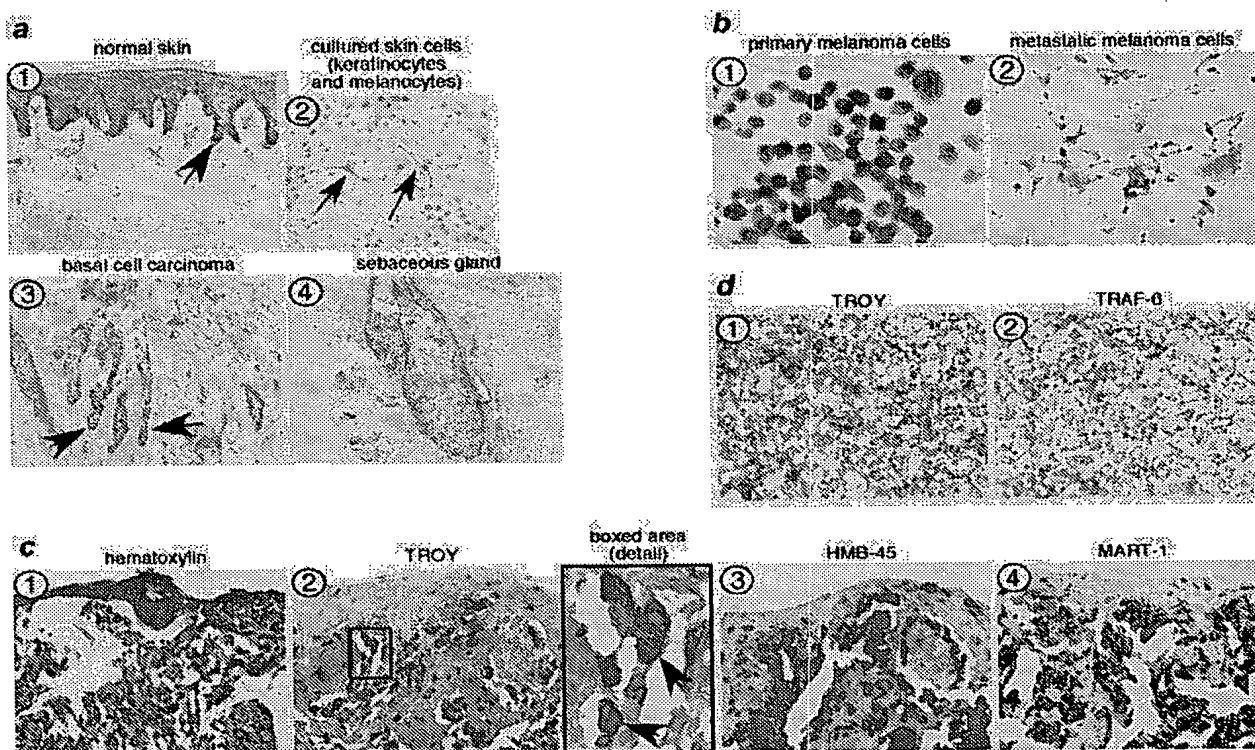 a
normal skin
cultured skin cells
(keratinocytes
and melanocytes)
1
2
basal cell carcinoma
sebaceous gland
3
4
b
primary melanoma cells
metastatic melanoma cells
1
2
d
TROY
TRAF-6
1
2
c
hematoxylin
TROY
boxed area
(detail)
HMB-45
MART-1
1
2
3
4